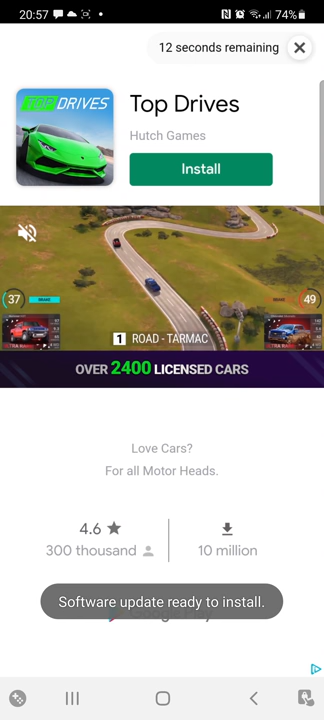 20:57
74%
12 seconds remaining
TOP DRIVES
Top Drives
Hutch Games
Install
37
49
1 ROAD - TARMAC
OVER 2400 LICENSED CARS
Love Cars?
For all Motor Heads.
4.6
300 thousand
10 million
Software update ready to install.
Google Play